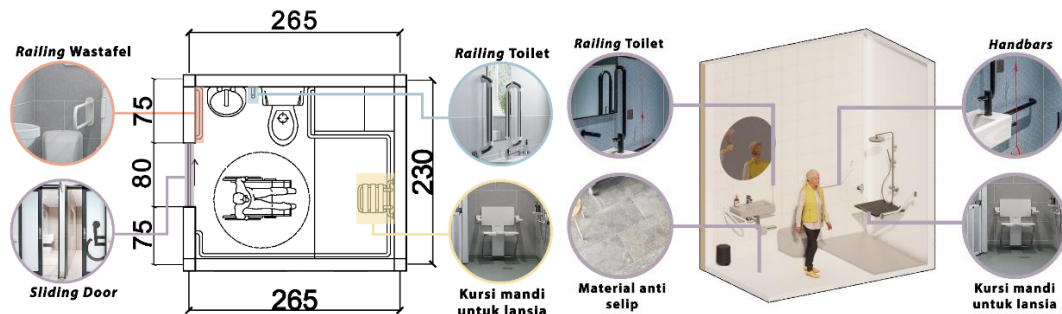 265
Railing Wastafel
Railing Toilet
75
80
75
230
Sliding Door
265
Kursi mandi
untuk lansia
Railing Toilet
Handbars
Material anti
selip
Kursi mandi
untuk lansia